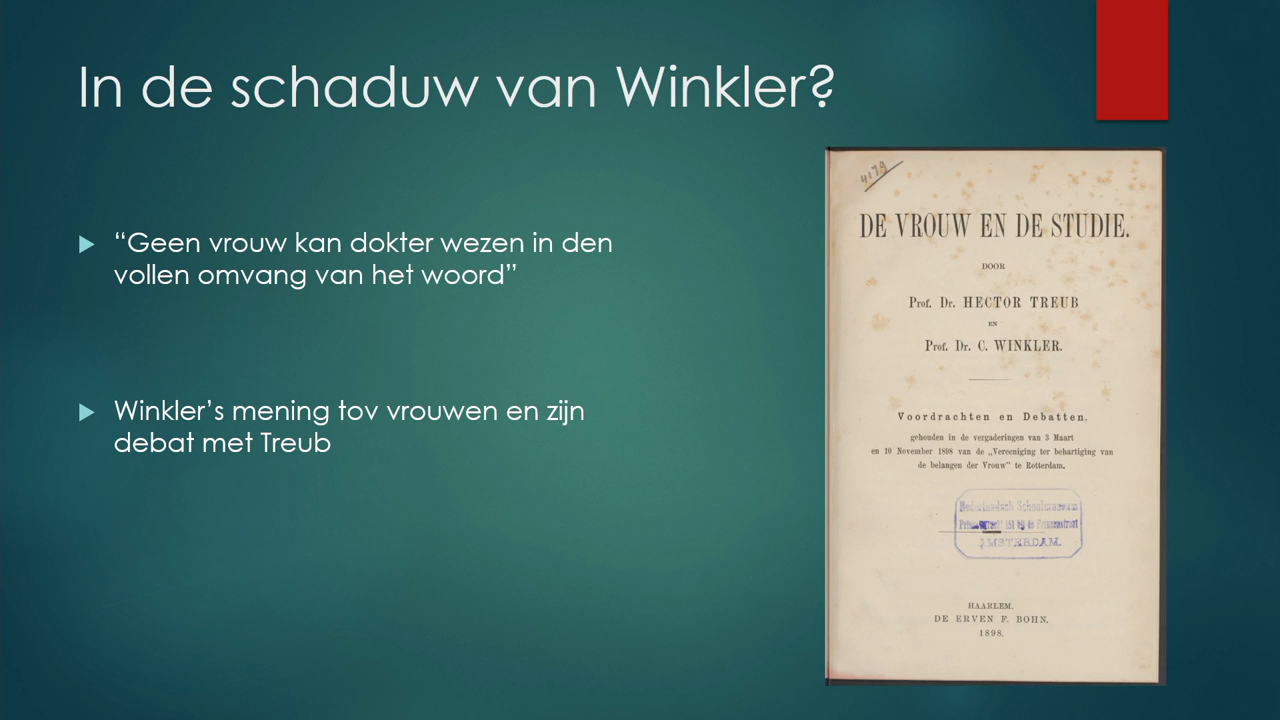 In de schaduw van Winkler?
“Geen vrouw kan dokter wezen in den
vollen omvang van het woord”
Winkler’s mening tov vrouwen en zijn
debat met Treub
4179
DE VROUW EN DE STUDIE.
DOOR
Prof. Dr. HECTOR TREUB
EN
Prof. Dr. C. WINKLER.
Voordrachten en Debatten,
gehouden in de vergaderingen van 3 Maart
en 10 November 1898 van de „Vereeniging ter behartiging van
de belangen der Vrouw” te Rotterdam.
Nederlandsch Schoolmuseum
AMSTERDAM.
HAARLEM.
DE ERVEN F. BOHN.
1898.